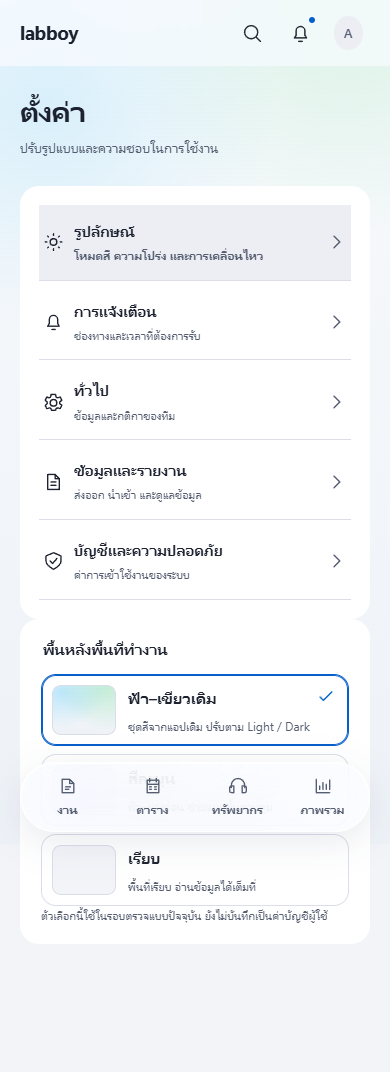 labboy
A
ตั้งค่า
ปรับรูปแบบและความชอบในการใช้งาน
รูปลักษณ์
โหมดสี ความโปร่ง และการเคลื่อนไหว
การแจ้งเตือน
ช่องทางและเวลาที่ต้องการรับ
ทั่วไป
ข้อมูลและกติกาของทีม
ข้อมูลและรายงาน
ส่งออก นำเข้า และดูแลข้อมูล
บัญชีและความปลอดภัย
ค่าการเข้าใช้งานของระบบ
พื้นหลังพื้นที่ทำงาน
ฟ้า–เขียวเดิม
ชุดสีจากแอปเดิม ปรับตาม Light / Dark
งาน
ตาราง
ทรัพยากร
ภาพรวม
เรียบ
พื้นที่เรียบ อ่านข้อมูลได้เต็มที่
ตัวเลือกนี้ใช้ในรอบตรวจแบบปัจจุบัน ยังไม่บันทึกเป็นค่าบัญชีผู้ใช้